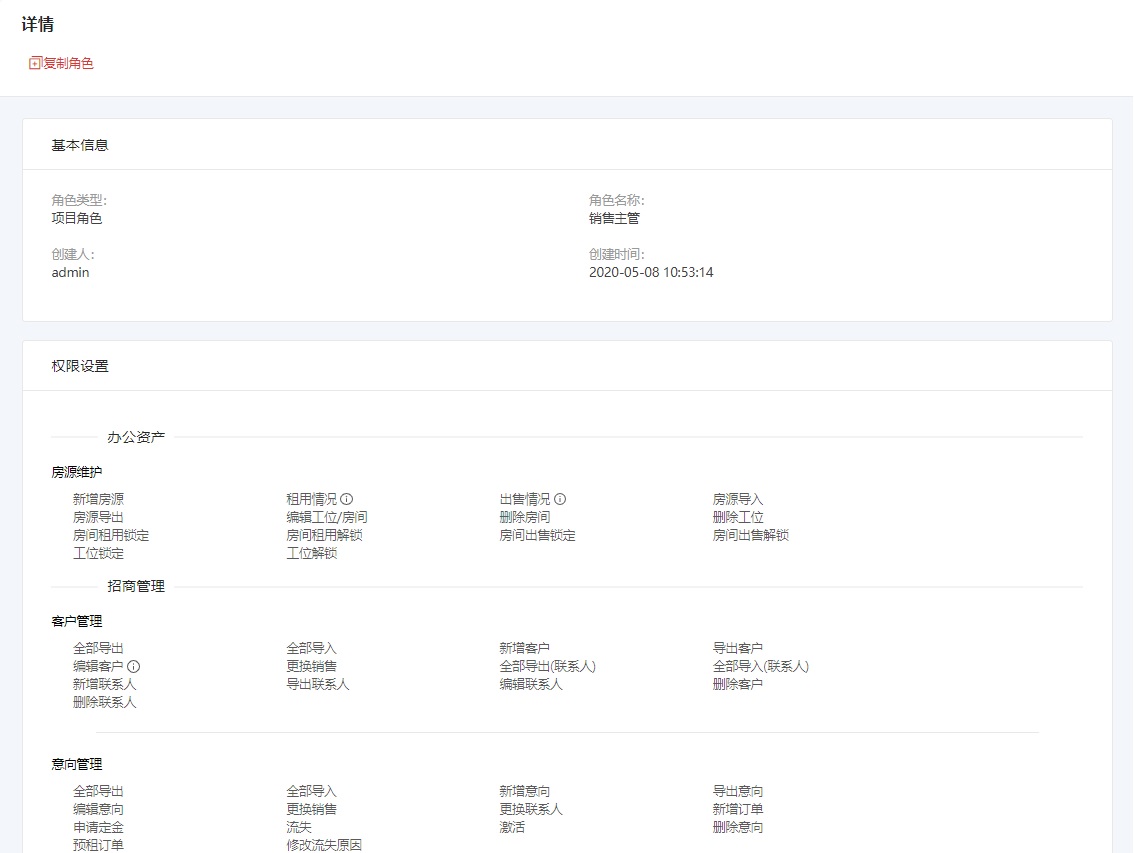 详情
复制角色
基本信息
角色类型: 角色名称:
项目角色 销售主管
创建人: 创建时间:
admin 2020-05-08 10:53:14
权限设置
办公资产
房源维护
新增房源 租用情况 出售情况 房源导入
房源导出 编辑工位/房间 删除房间 删除工位
房间租用锁定 房间租用解锁 房间出售锁定 房间出售解锁
工位锁定 工位解锁
招商管理
客户管理
全部导出 全部导入 新增客户 导出客户
编辑客户 更换销售 全部导出(联系人) 全部导入(联系人)
新增联系人 导出联系人 编辑联系人 删除客户
删除联系人
意向管理
全部导出 全部导入 新增意向 导出意向
编辑意向 更换销售 更换联系人 新增订单
申请定金 流失 激活 删除意向
预租订单 修改流失原因